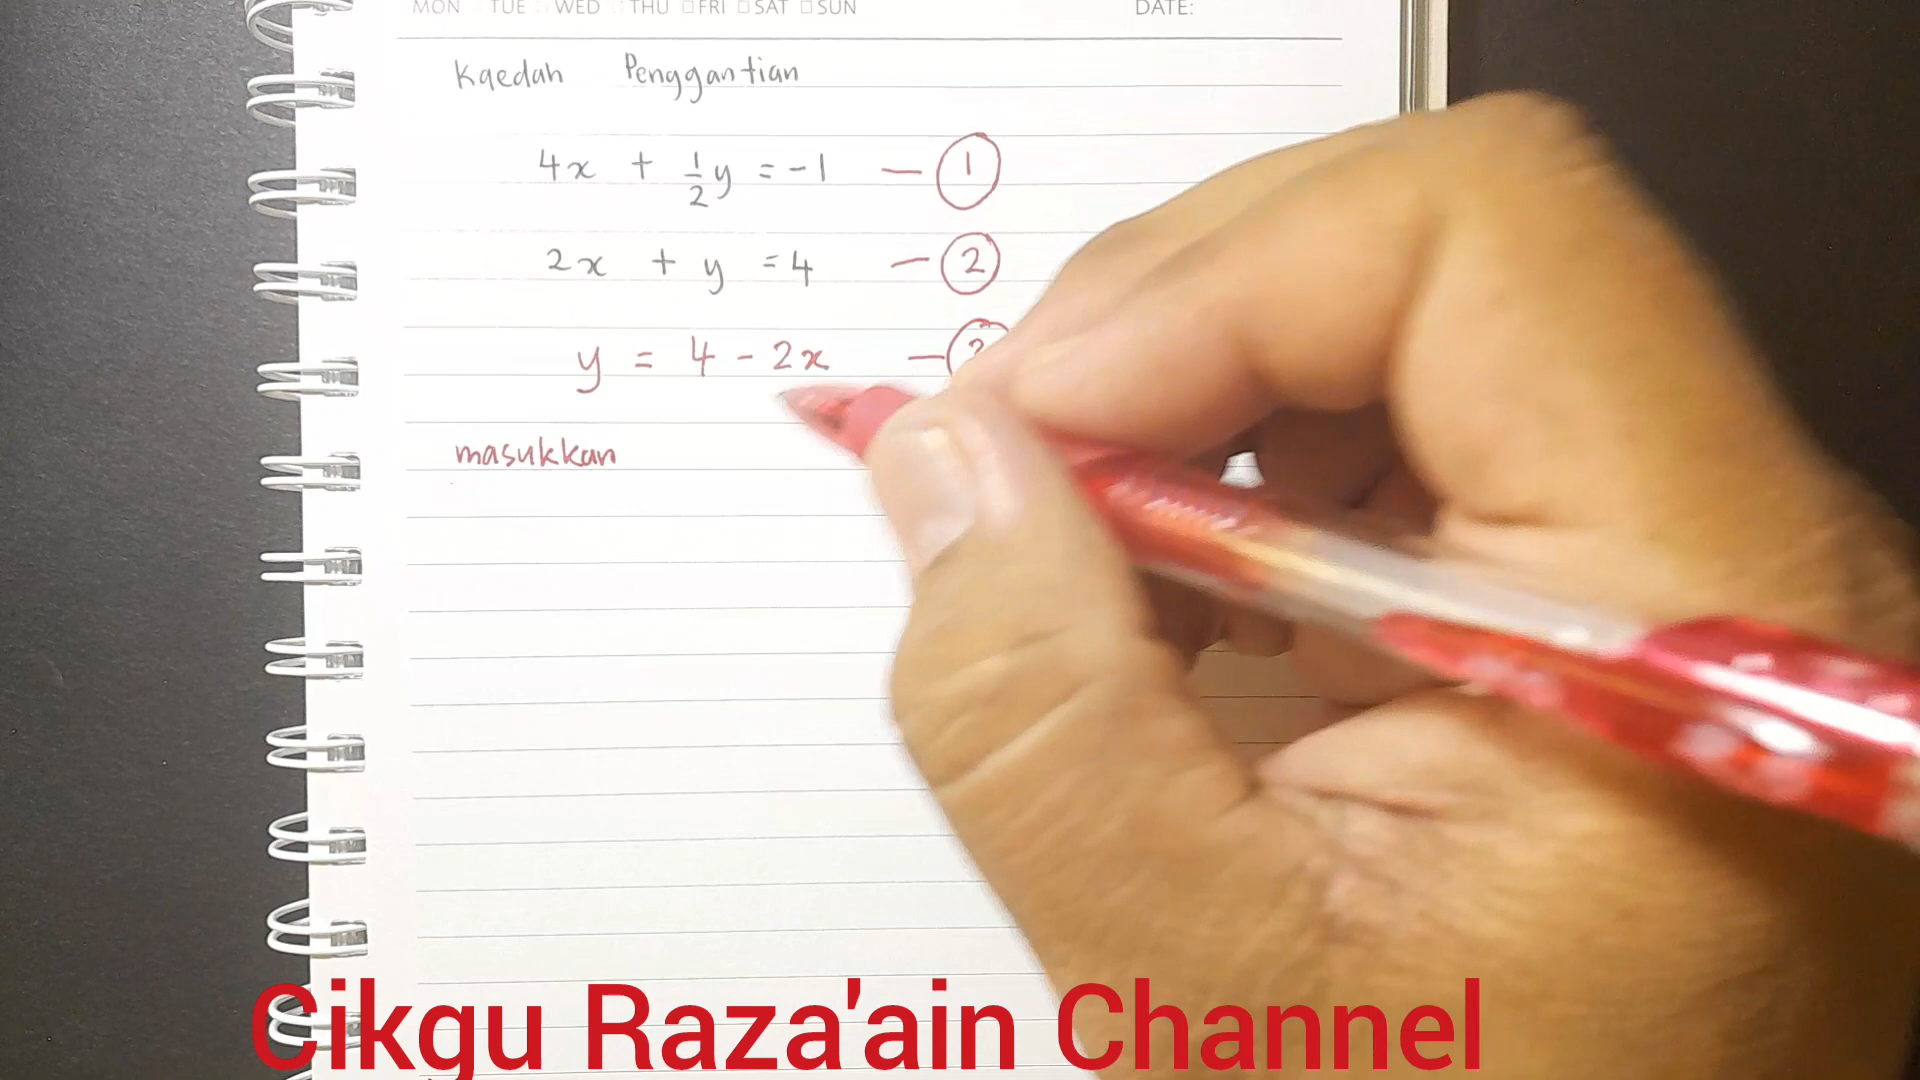 MON TUE WED THU FRI SAT SUN DATE:
Kaedah Penggantian
4x + 1/2 y = -1 — 1
2x + y = 4 — 2
y = 4 - 2x — 3
masukkan
Cikgu Raza'ain Channel